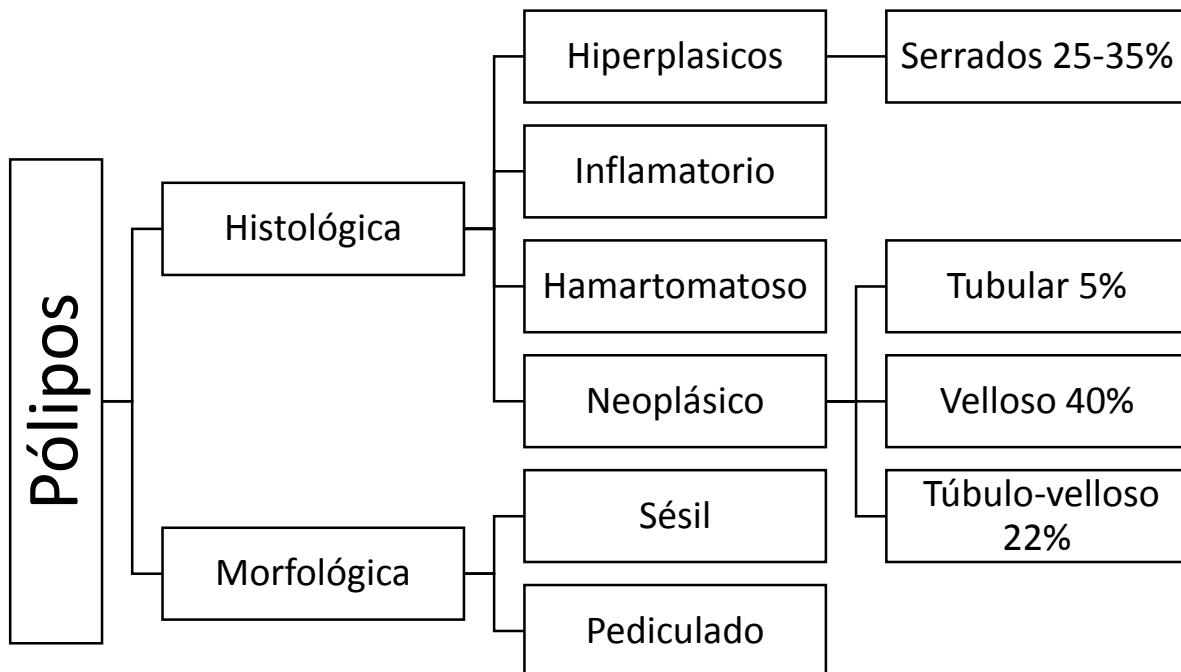 Pólipos
Histológica
Hiperplasicos
Serrados 25-35%
Inflamatorio
Hamartomatoso
Neoplásico
Tubular 5%
Velloso 40%
Túbulo-velloso
22%
Morfológica
Sésil
Pediculado